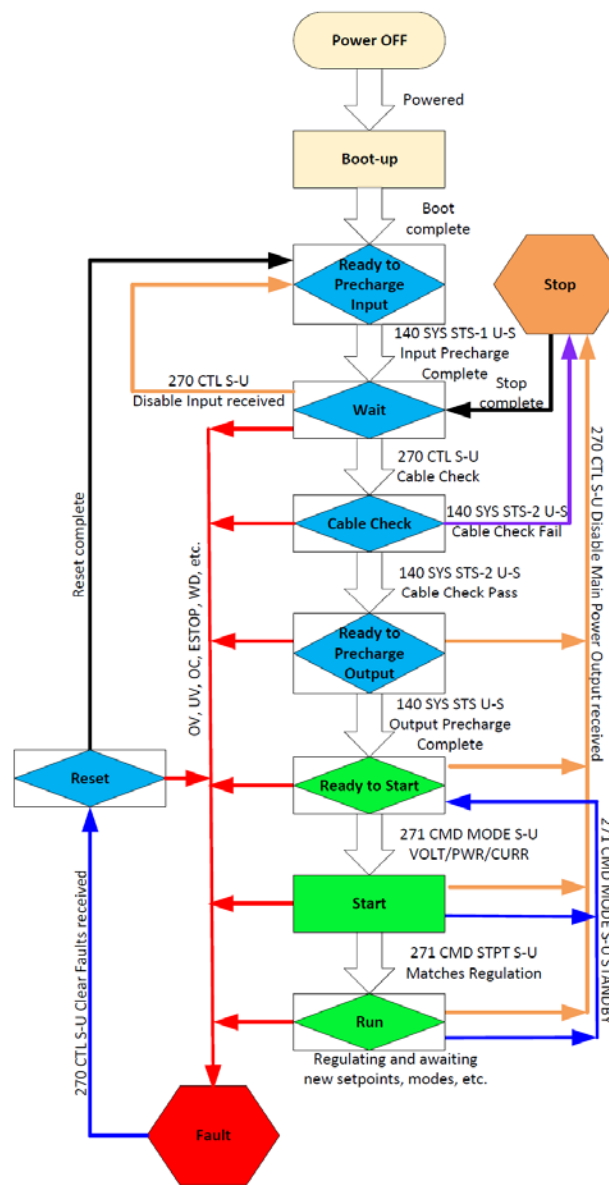 Power OFF
Powered
Boot-up
Boot
complete
Ready to
Precharge
Input
Stop
140 SYS STS-1 U-S
Input Precharge
Complete
270 CTL S-U
Disable Input received
Stop
complete
Wait
270 CTL S-U
Cable Check
Cable Check
140 SYS STS-2 U-S
Cable Check Fail
140 SYS STS-2 U-S
Cable Check Pass
Reset complete
OV, UV, OC, ESTOP, WD, etc.
270 CTL S-U Disable Main Power Output received
Ready to
Precharge
Output
140 SYS STS U-S
Output Precharge
Complete
Reset
Ready to Start
271 CMD MODE S-U
VOLT/PWR/CURR
271 CMD MODE S-U STANDBY
Start
271 CMD STPT S-U
Matches Regulation
270 CTL S-U Clear Faults received
Run
Regulating and awaiting
new setpoints, modes, etc.
Fault